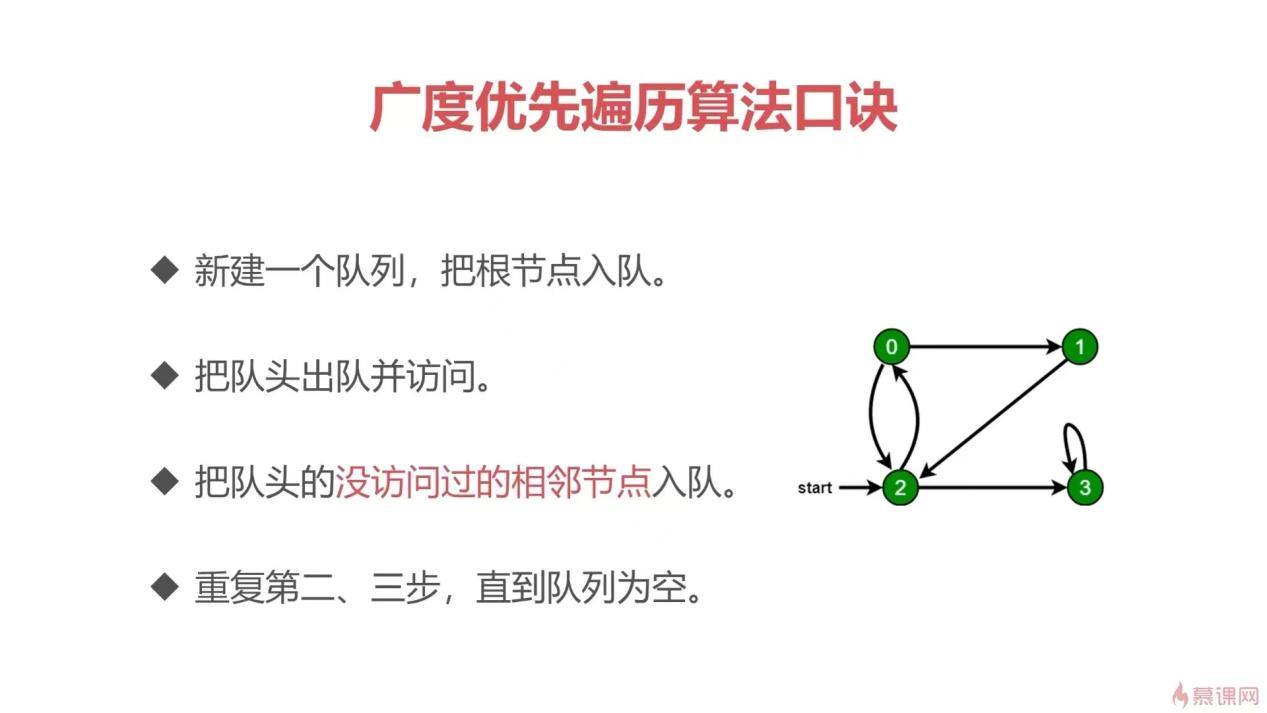 广度优先遍历算法口诀
新建一个队列，把根节点入队。
把队头出队并访问。
把队头的没访问过的相邻节点入队。
重复第二、三步，直到队列为空。
0
1
start
2
3
慕课网